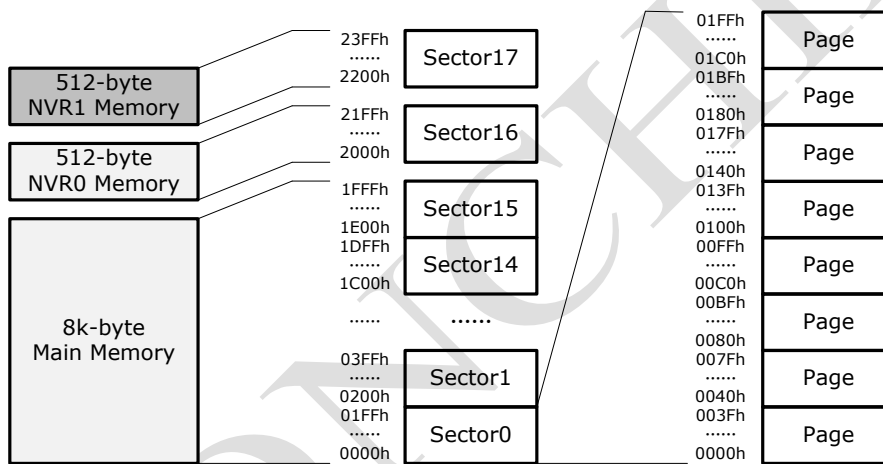 512-byte
NVR1 Memory
512-byte
NVR0 Memory
8k-byte
Main Memory
23FFh
......
2200h
Sector17
21FFh
......
2000h
Sector16
1FFFh
......
1E00h
Sector15
1DFFh
......
1C00h
Sector14
......
......
03FFh
......
0200h
Sector1
01FFh
......
0000h
Sector0
01FFh
......
01C0h
Page
01BFh
......
0180h
Page
017Fh
......
0140h
Page
013Fh
......
0100h
Page
00FFh
......
00C0h
Page
00BFh
......
0080h
Page
007Fh
......
0040h
Page
003Fh
......
0000h
Page